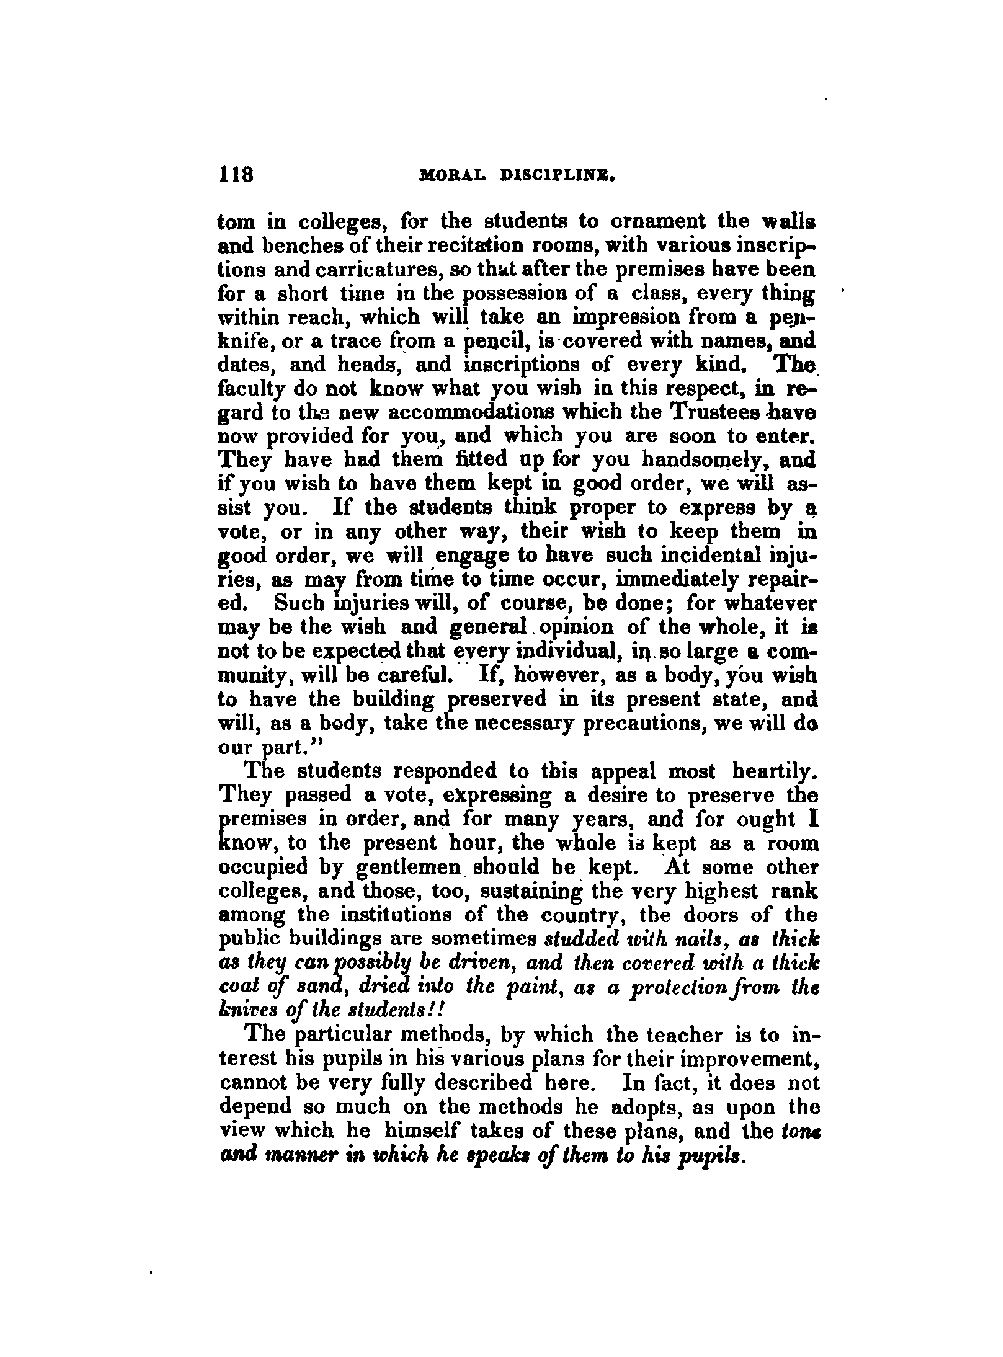 118 MORAL DISCIPLINE.
tom in colleges, for the students to ornament the walls
and benches of their recitation rooms, with various inscrip-
tions and carricatures, so that after the premises have been
for a short time in the possession of a class, every thing
within reach, which will take an impression from a pen-
knife, or a trace from a pencil, is covered with names, and
dates, and heads, and inscriptions of every kind. The
faculty do not know what you wish in this respect, in re-
gard to the new accommodations which the Trustees have
now provided for you, and which you are soon to enter.
They have had them fitted up for you handsomely, and
if you wish to have them kept in good order, we will as-
sist you. If the students think proper to express by a
vote, or in any other way, their wish to keep them in
good order, we will engage to have such incidental inju-
ries, as may from time to time occur, immediately repair-
ed. Such injuries will, of course, be done; for whatever
may be the wish and general opinion of the whole, it is
not to be expected that every individual, in so large a com-
munity, will be careful. If, however, as a body, you wish
to have the building preserved in its present state, and
will, as a body, take the necessary precautions, we will do
our part."
The students responded to this appeal most heartily.
They passed a vote, expressing a desire to preserve the
premises in order, and for many years, and for ought I
know, to the present hour, the whole is kept as a room
occupied by gentlemen should be kept. At some other
colleges, and those, too, sustaining the very highest rank
among the institutions of the country, the doors of the
public buildings are sometimes studded with nails, as thick
as they can possibly be driven, and then covered with a thick
coat of sand, dried into the paint, as a protection from the
knives of the students!!
The particular methods, by which the teacher is to in-
terest his pupils in his various plans for their improvement,
cannot be very fully described here. In fact, it does not
depend so much on the methods he adopts, as upon the
view which he himself takes of these plans, and the tone
and manner in which he speaks of them to his pupils.